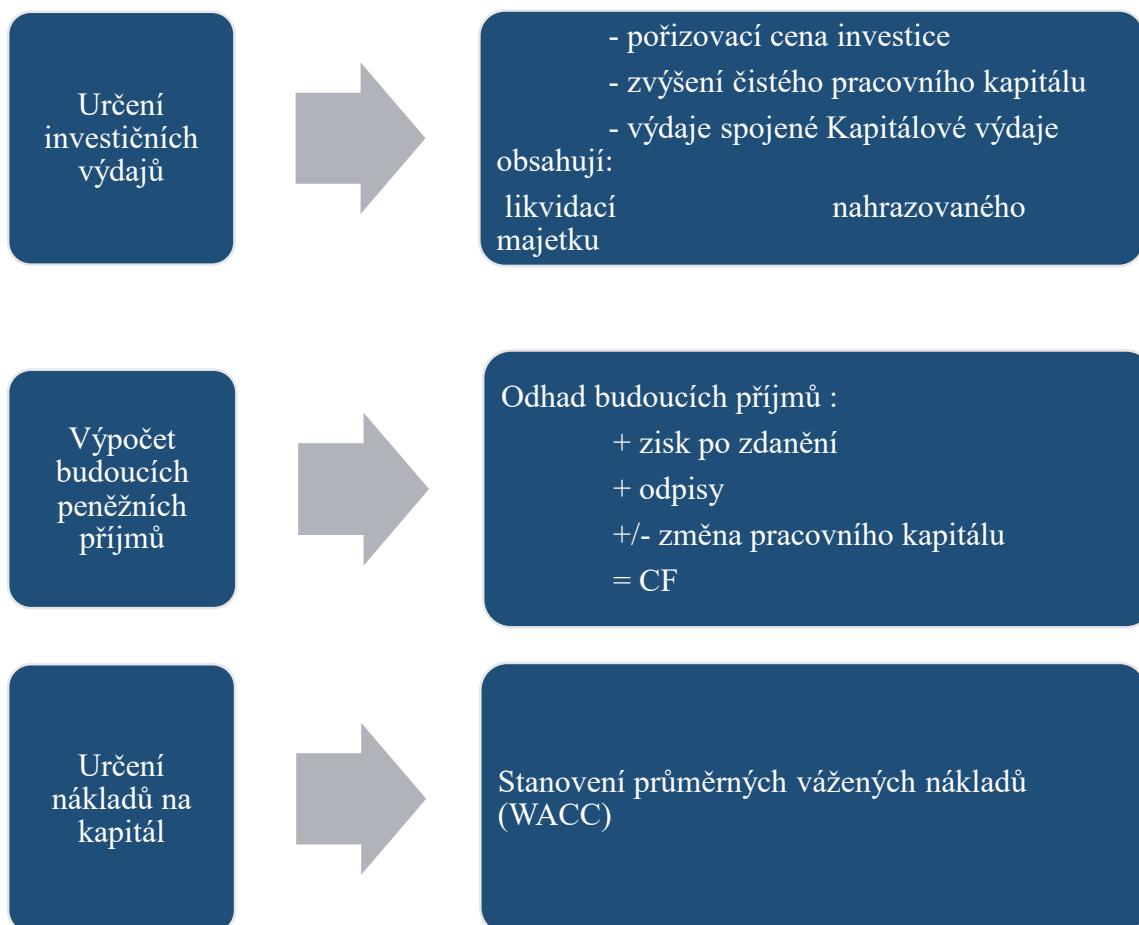 Určení
investičních
výdajů
- pořizovací cena investice
- zvýšení čistého pracovního kapitálu
- výdaje spojené Kapitálové výdaje
obsahují:
likvidací nahrazovaného
majetku
Výpočet
budoucích
peněžních
příjmů
Odhad budoucích příjmů :
+ zisk po zdanění
+ odpisy
+/- změna pracovního kapitálu
= CF
Určení
nákladů na
kapitál
Stanovení průměrných vážených nákladů
(WACC)